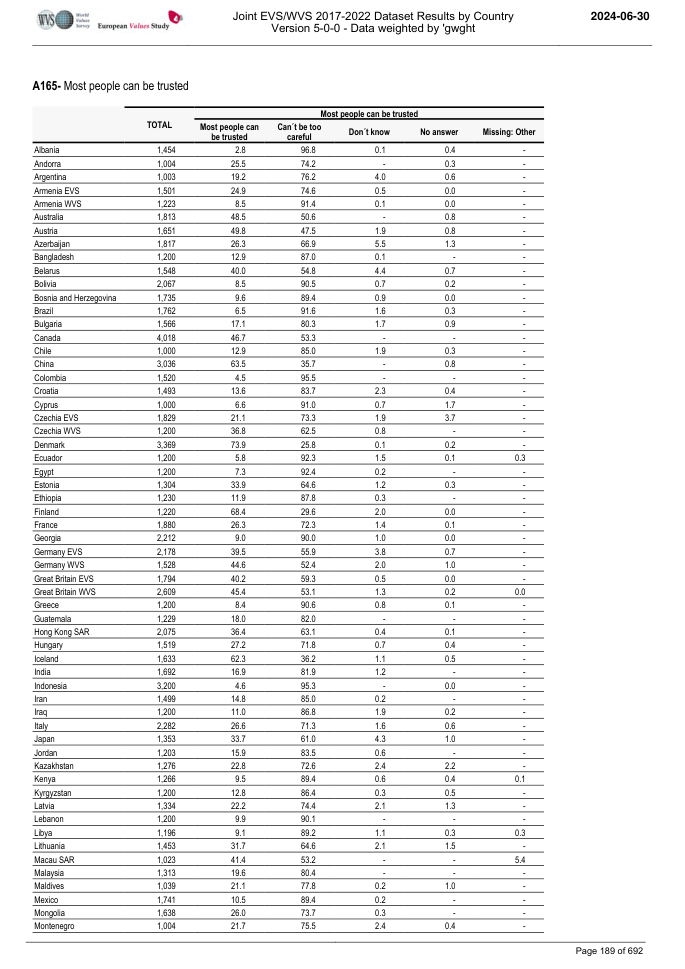 WVS World Values Survey European Values Study Joint EVS/WVS 2017-2022 Dataset Results by Country 2024-06-30
Version 5-0-0 - Data weighted by 'gwght
A165- Most people can be trusted
Most people can be trusted
TOTAL Most people can be trusted Can´t be too careful Don´t know No answer Missing: Other
Albania 1,454 2.8 96.8 0.1 0.4 -
Andorra 1,004 25.5 74.2 - 0.3 -
Argentina 1,003 19.2 76.2 4.0 0.6 -
Armenia EVS 1,501 24.9 74.6 0.5 0.0 -
Armenia WVS 1,223 8.5 91.4 0.1 0.0 -
Australia 1,813 48.5 50.6 - 0.8 -
Austria 1,651 49.8 47.5 1.9 0.8 -
Azerbaijan 1,817 26.3 66.9 5.5 1.3 -
Bangladesh 1,200 12.9 87.0 0.1 - -
Belarus 1,548 40.0 54.8 4.4 0.7 -
Bolivia 2,067 8.5 90.5 0.7 0.2 -
Bosnia and Herzegovina 1,735 9.6 89.4 0.9 0.0 -
Brazil 1,762 6.5 91.6 1.6 0.3 -
Bulgaria 1,566 17.1 80.3 1.7 0.9 -
Canada 4,018 46.7 53.3 - - -
Chile 1,000 12.9 85.0 1.9 0.3 -
China 3,036 63.5 35.7 - 0.8 -
Colombia 1,520 4.5 95.5 - - -
Croatia 1,493 13.6 83.7 2.3 0.4 -
Cyprus 1,000 6.6 91.0 0.7 1.7 -
Czechia EVS 1,829 21.1 73.3 1.9 3.7 -
Czechia WVS 1,200 36.8 62.5 0.8 - -
Denmark 3,369 73.9 25.8 0.1 0.2 -
Ecuador 1,200 5.8 92.3 1.5 0.1 0.3
Egypt 1,200 7.3 92.4 0.2 - -
Estonia 1,304 33.9 64.6 1.2 0.3 -
Ethiopia 1,230 11.9 87.8 0.3 - -
Finland 1,220 68.4 29.6 2.0 0.0 -
France 1,880 26.3 72.3 1.4 0.1 -
Georgia 2,212 9.0 90.0 1.0 0.0 -
Germany EVS 2,178 39.5 55.9 3.8 0.7 -
Germany WVS 1,528 44.6 52.4 2.0 1.0 -
Great Britain EVS 1,794 40.2 59.3 0.5 0.0 -
Great Britain WVS 2,609 45.4 53.1 1.3 0.2 0.0
Greece 1,200 8.4 90.6 0.8 0.1 -
Guatemala 1,229 18.0 82.0 - - -
Hong Kong SAR 2,075 36.4 63.1 0.4 0.1 -
Hungary 1,519 27.2 71.8 0.7 0.4 -
Iceland 1,633 62.3 36.2 1.1 0.5 -
India 1,692 16.9 81.9 1.2 - -
Indonesia 3,200 4.6 95.3 - 0.0 -
Iran 1,499 14.8 85.0 0.2 - -
Iraq 1,200 11.0 86.8 1.9 0.2 -
Italy 2,282 26.6 71.3 1.6 0.6 -
Japan 1,353 33.7 61.0 4.3 1.0 -
Jordan 1,203 15.9 83.5 0.6 - -
Kazakhstan 1,276 22.8 72.6 2.4 2.2 -
Kenya 1,266 9.5 89.4 0.6 0.4 0.1
Kyrgyzstan 1,200 12.8 86.4 0.3 0.5 -
Latvia 1,334 22.2 74.4 2.1 1.3 -
Lebanon 1,200 9.9 90.1 - - -
Libya 1,196 9.1 89.2 1.1 0.3 0.3
Lithuania 1,453 31.7 64.6 2.1 1.5 -
Macau SAR 1,023 41.4 53.2 - - 5.4
Malaysia 1,313 19.6 80.4 - - -
Maldives 1,039 21.1 77.8 0.2 1.0 -
Mexico 1,741 10.5 89.4 0.2 - -
Mongolia 1,638 26.0 73.7 0.3 - -
Montenegro 1,004 21.7 75.5 2.4 0.4 -
Page 189 of 692